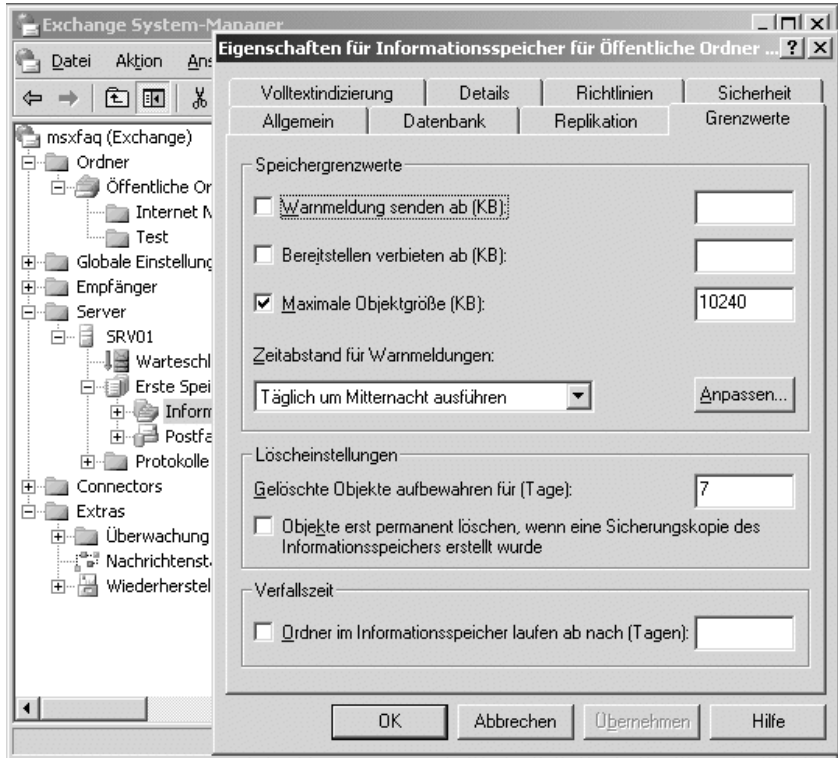 Exchange System-Manager
Datei Aktion Ans
msxfaq (Exchange)
Ordner
Öffentliche Or
Internet N
Test
Globale Einstellung
Empfänger
Server
SRV01
Warteschl
Erste Spei
Inform
Postfa
Protokolle
Connectors
Extras
Überwachung
Nachrichtenst
Wiederherstel
Eigenschaften für Informationsspeicher für Öffentliche Ordner ...
Volltextindizierung Details Richtlinien Sicherheit
Allgemein Datenbank Replikation Grenzwerte
Speichergrenzwerte
Warnmeldung senden ab (KB):
Bereitstellen verbieten ab (KB):
Maximale Objektgröße (KB): 10240
Zeitabstand für Warnmeldungen:
Täglich um Mitternacht ausführen Anpassen...
Löscheinstellungen
Gelöschte Objekte aufbewahren für (Tage): 7
Objekte erst permanent löschen, wenn eine Sicherungskopie des
Informationsspeichers erstellt wurde
Verfallszeit
Ordner im Informationsspeicher laufen ab nach (Tagen):
OK Abbrechen Übernehmen Hilfe